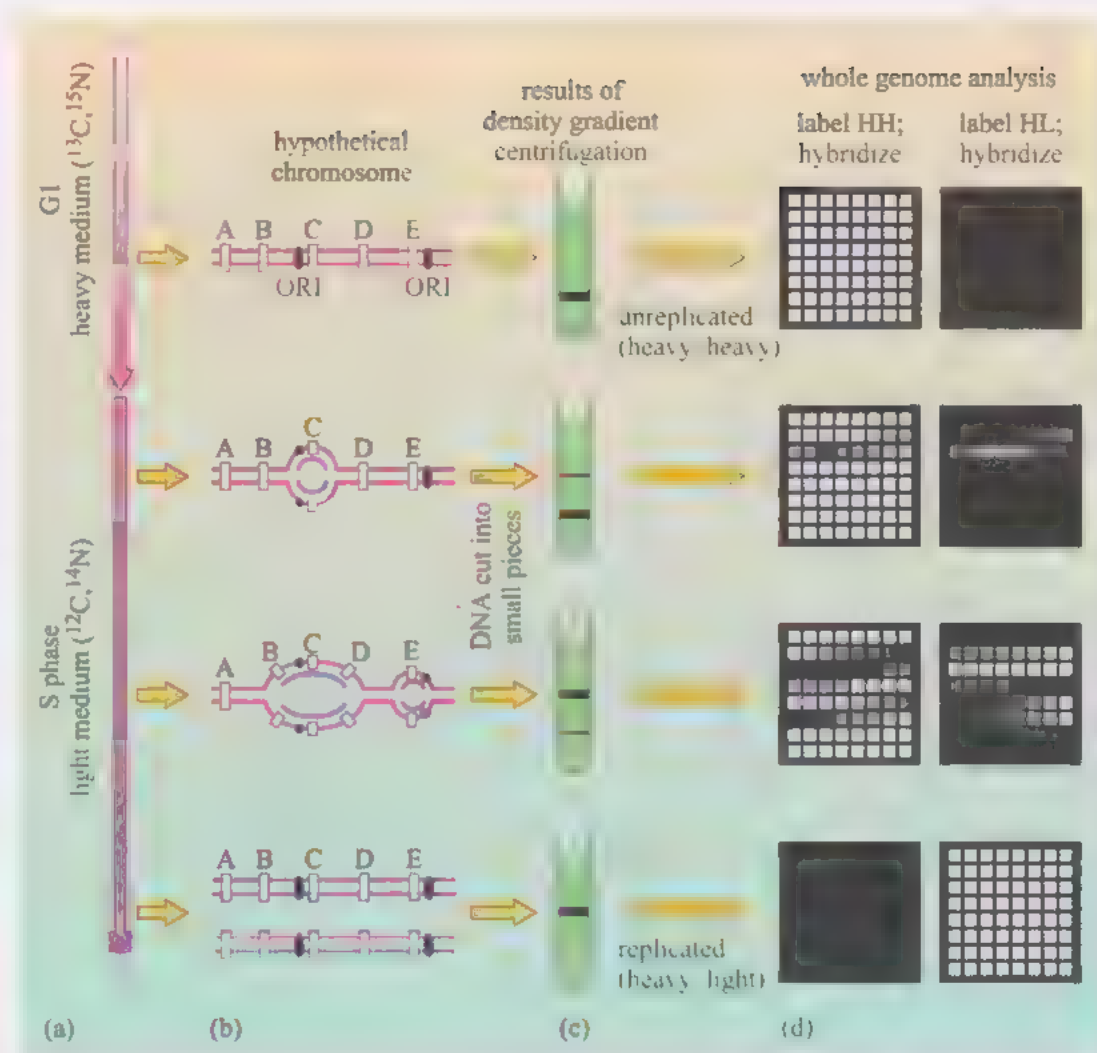 whole genome analysis
results of
density gradient
centrifugation
label HH;
hybridize
label HL;
hybridize
hypothetical
chromosome
G1
heavy medium (¹³C,¹⁵N)
A B C D E
ORI ORI
unreplicated
(heavy heavy)
A B C D E
DNA cut into
small pieces
S phase
light medium (¹²C,¹⁴N)
A B C D E
A B C D E
replicated
(heavy light)
(a) (b) (c) (d)